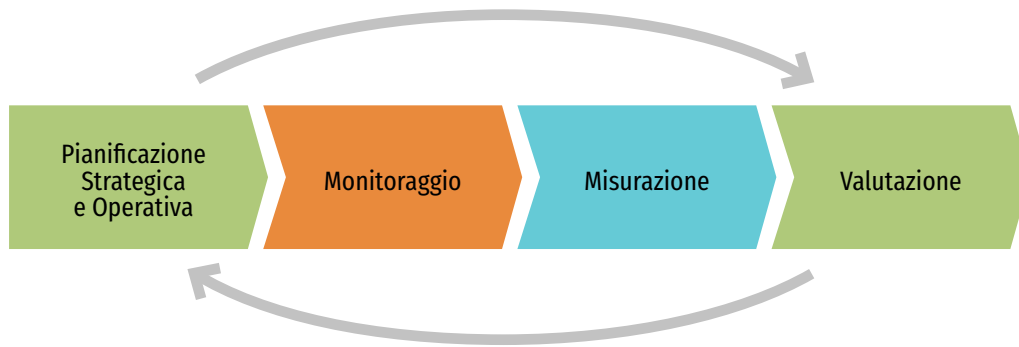 Pianificazione
Strategica
e Operativa
Monitoraggio
Misurazione
Valutazione